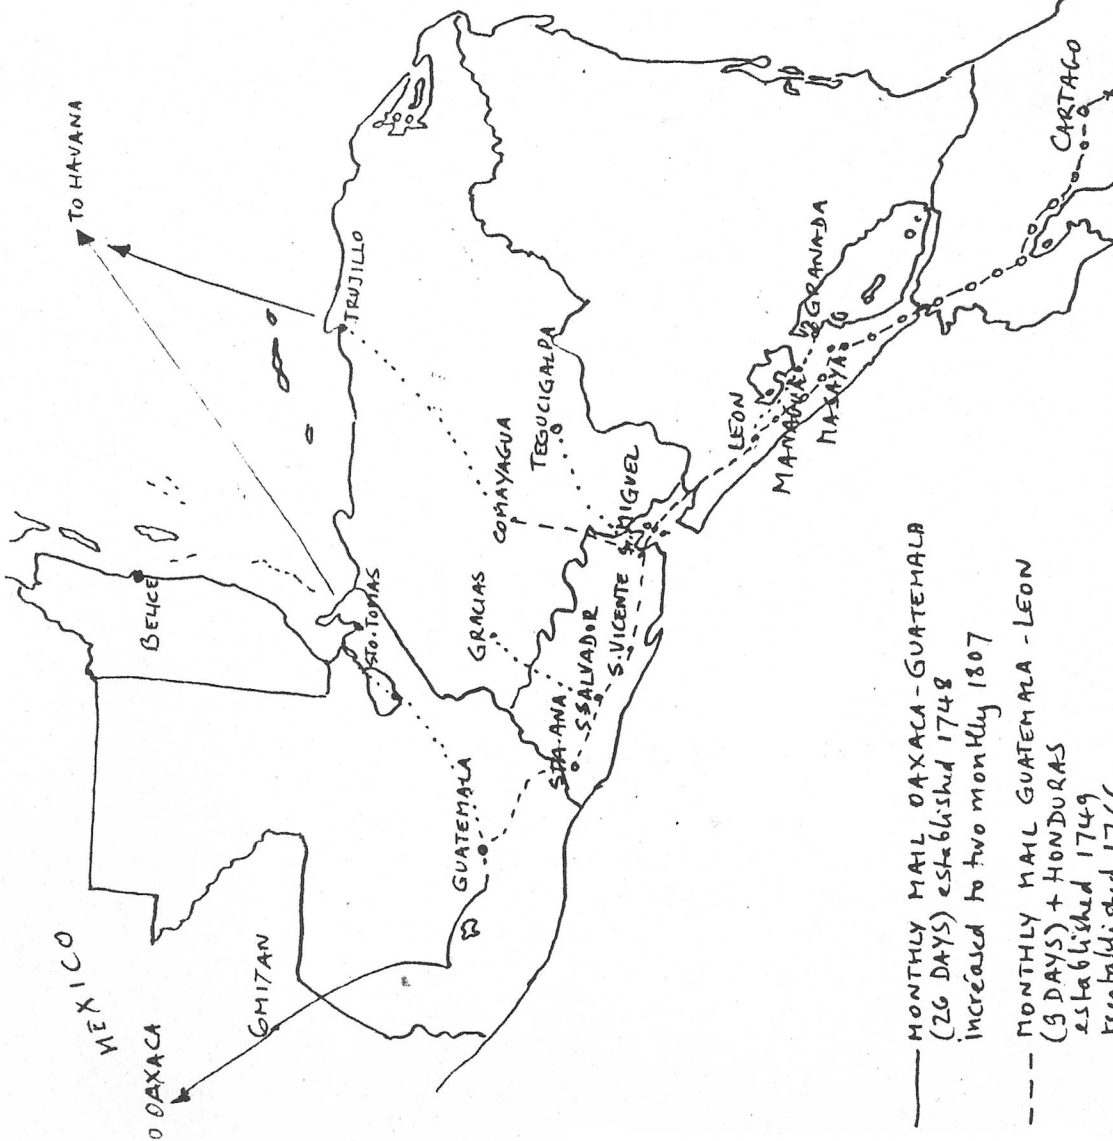 MEXICO
O OAXACA
COMITAN
BELICE
TO HAVANA
STO. TOMAS
TRUJILLO
GUATEMALA
GRACIAS
COMAYAGUA
TEGUCIGALPA
STA. ANA
S. SALVADOR
S. VICENTE
S. MIGUEL
LEON
MANAGUA
MASAYA
GRANADA
CARTAGO
MONTHLY MAIL OAXACA - GUATEMALA
(26 DAYS) established 1748
increased to two monthly 1807
MONTHLY MAIL GUATEMALA - LEON
(9 DAYS) + HONDURAS
established 1749